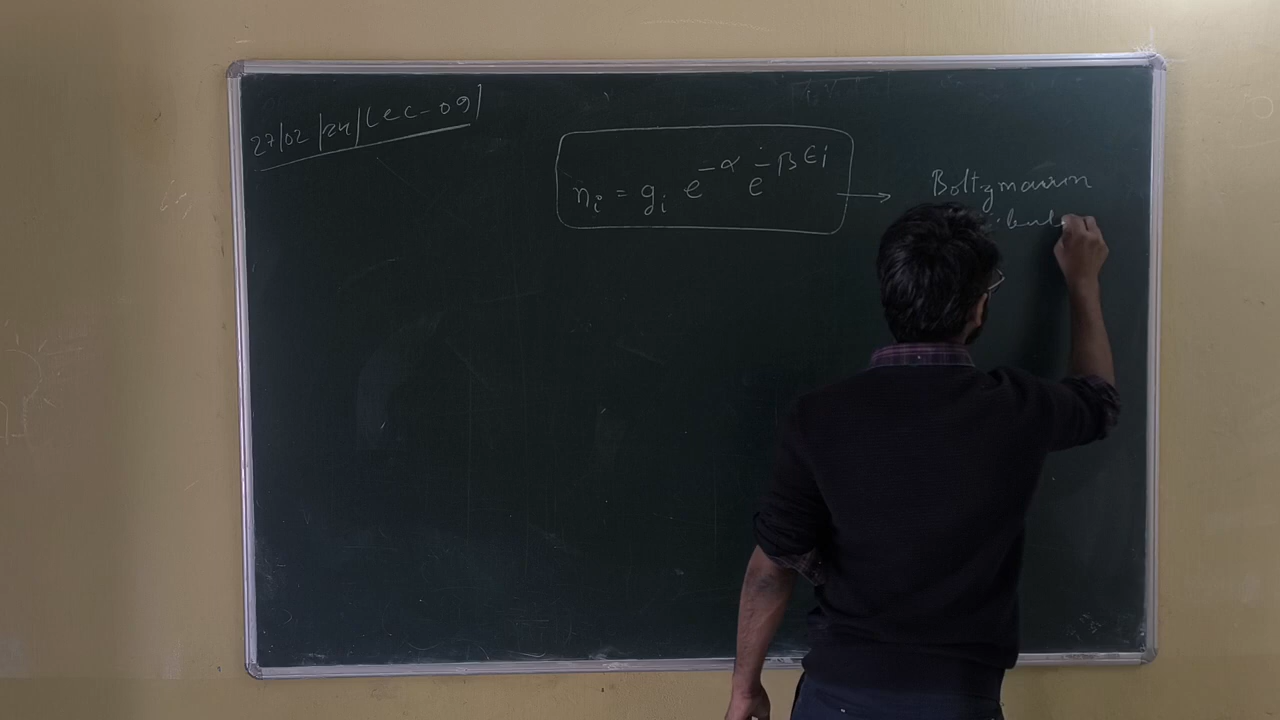 27/02/24/Lec-09]
nᵢ = gᵢ e^{-α} e^{-βεi} → Boltzmann